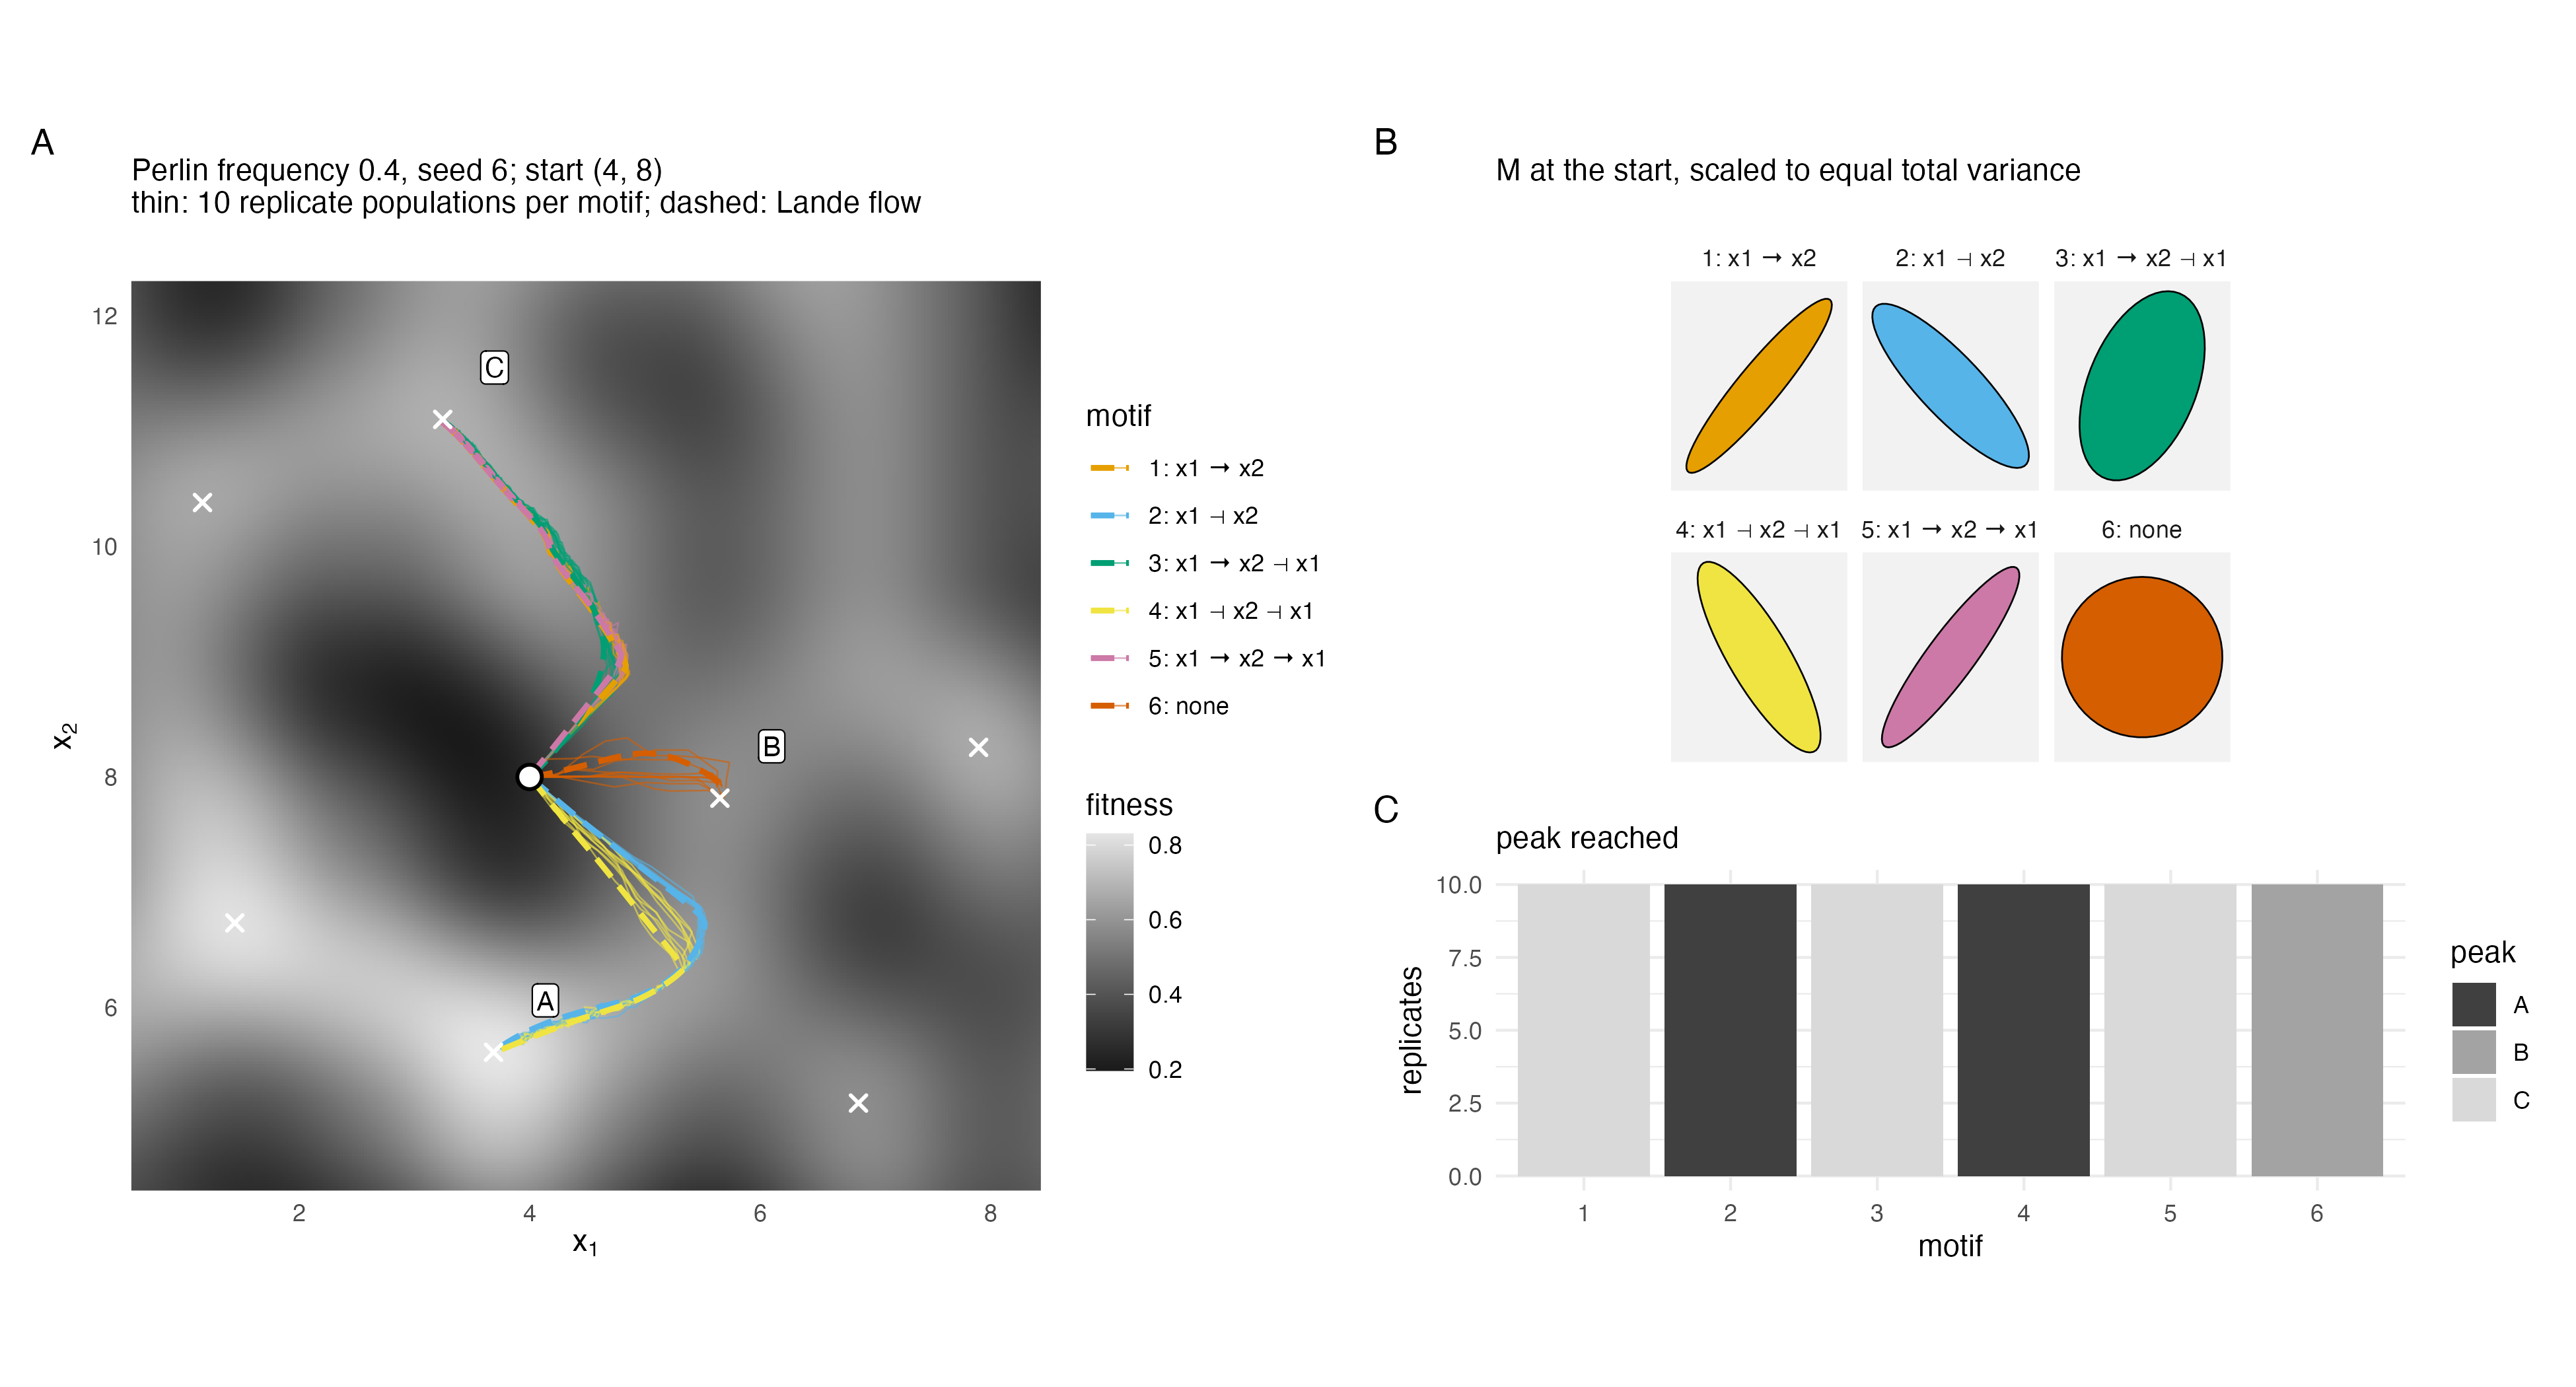 A
Perlin frequency 0.4, seed 6; start (4, 8)
thin: 10 replicate populations per motif; dashed: Lande flow
12
10
8
6
x₂
2
4
6
8
x₁
C
B
A
motif
1: x1 → x2
2: x1 ⊣ x2
3: x1 → x2 ⊣ x1
4: x1 ⊣ x2 ⊣ x1
5: x1 → x2 → x1
6: none
fitness
0.8
0.6
0.4
0.2
B
M at the start, scaled to equal total variance
1: x1 → x2
2: x1 ⊣ x2
3: x1 → x2 ⊣ x1
4: x1 ⊣ x2 ⊣ x1
5: x1 → x2 → x1
6: none
C
peak reached
10.0
7.5
5.0
2.5
0.0
replicates
1
2
3
4
5
6
motif
peak
A
B
C